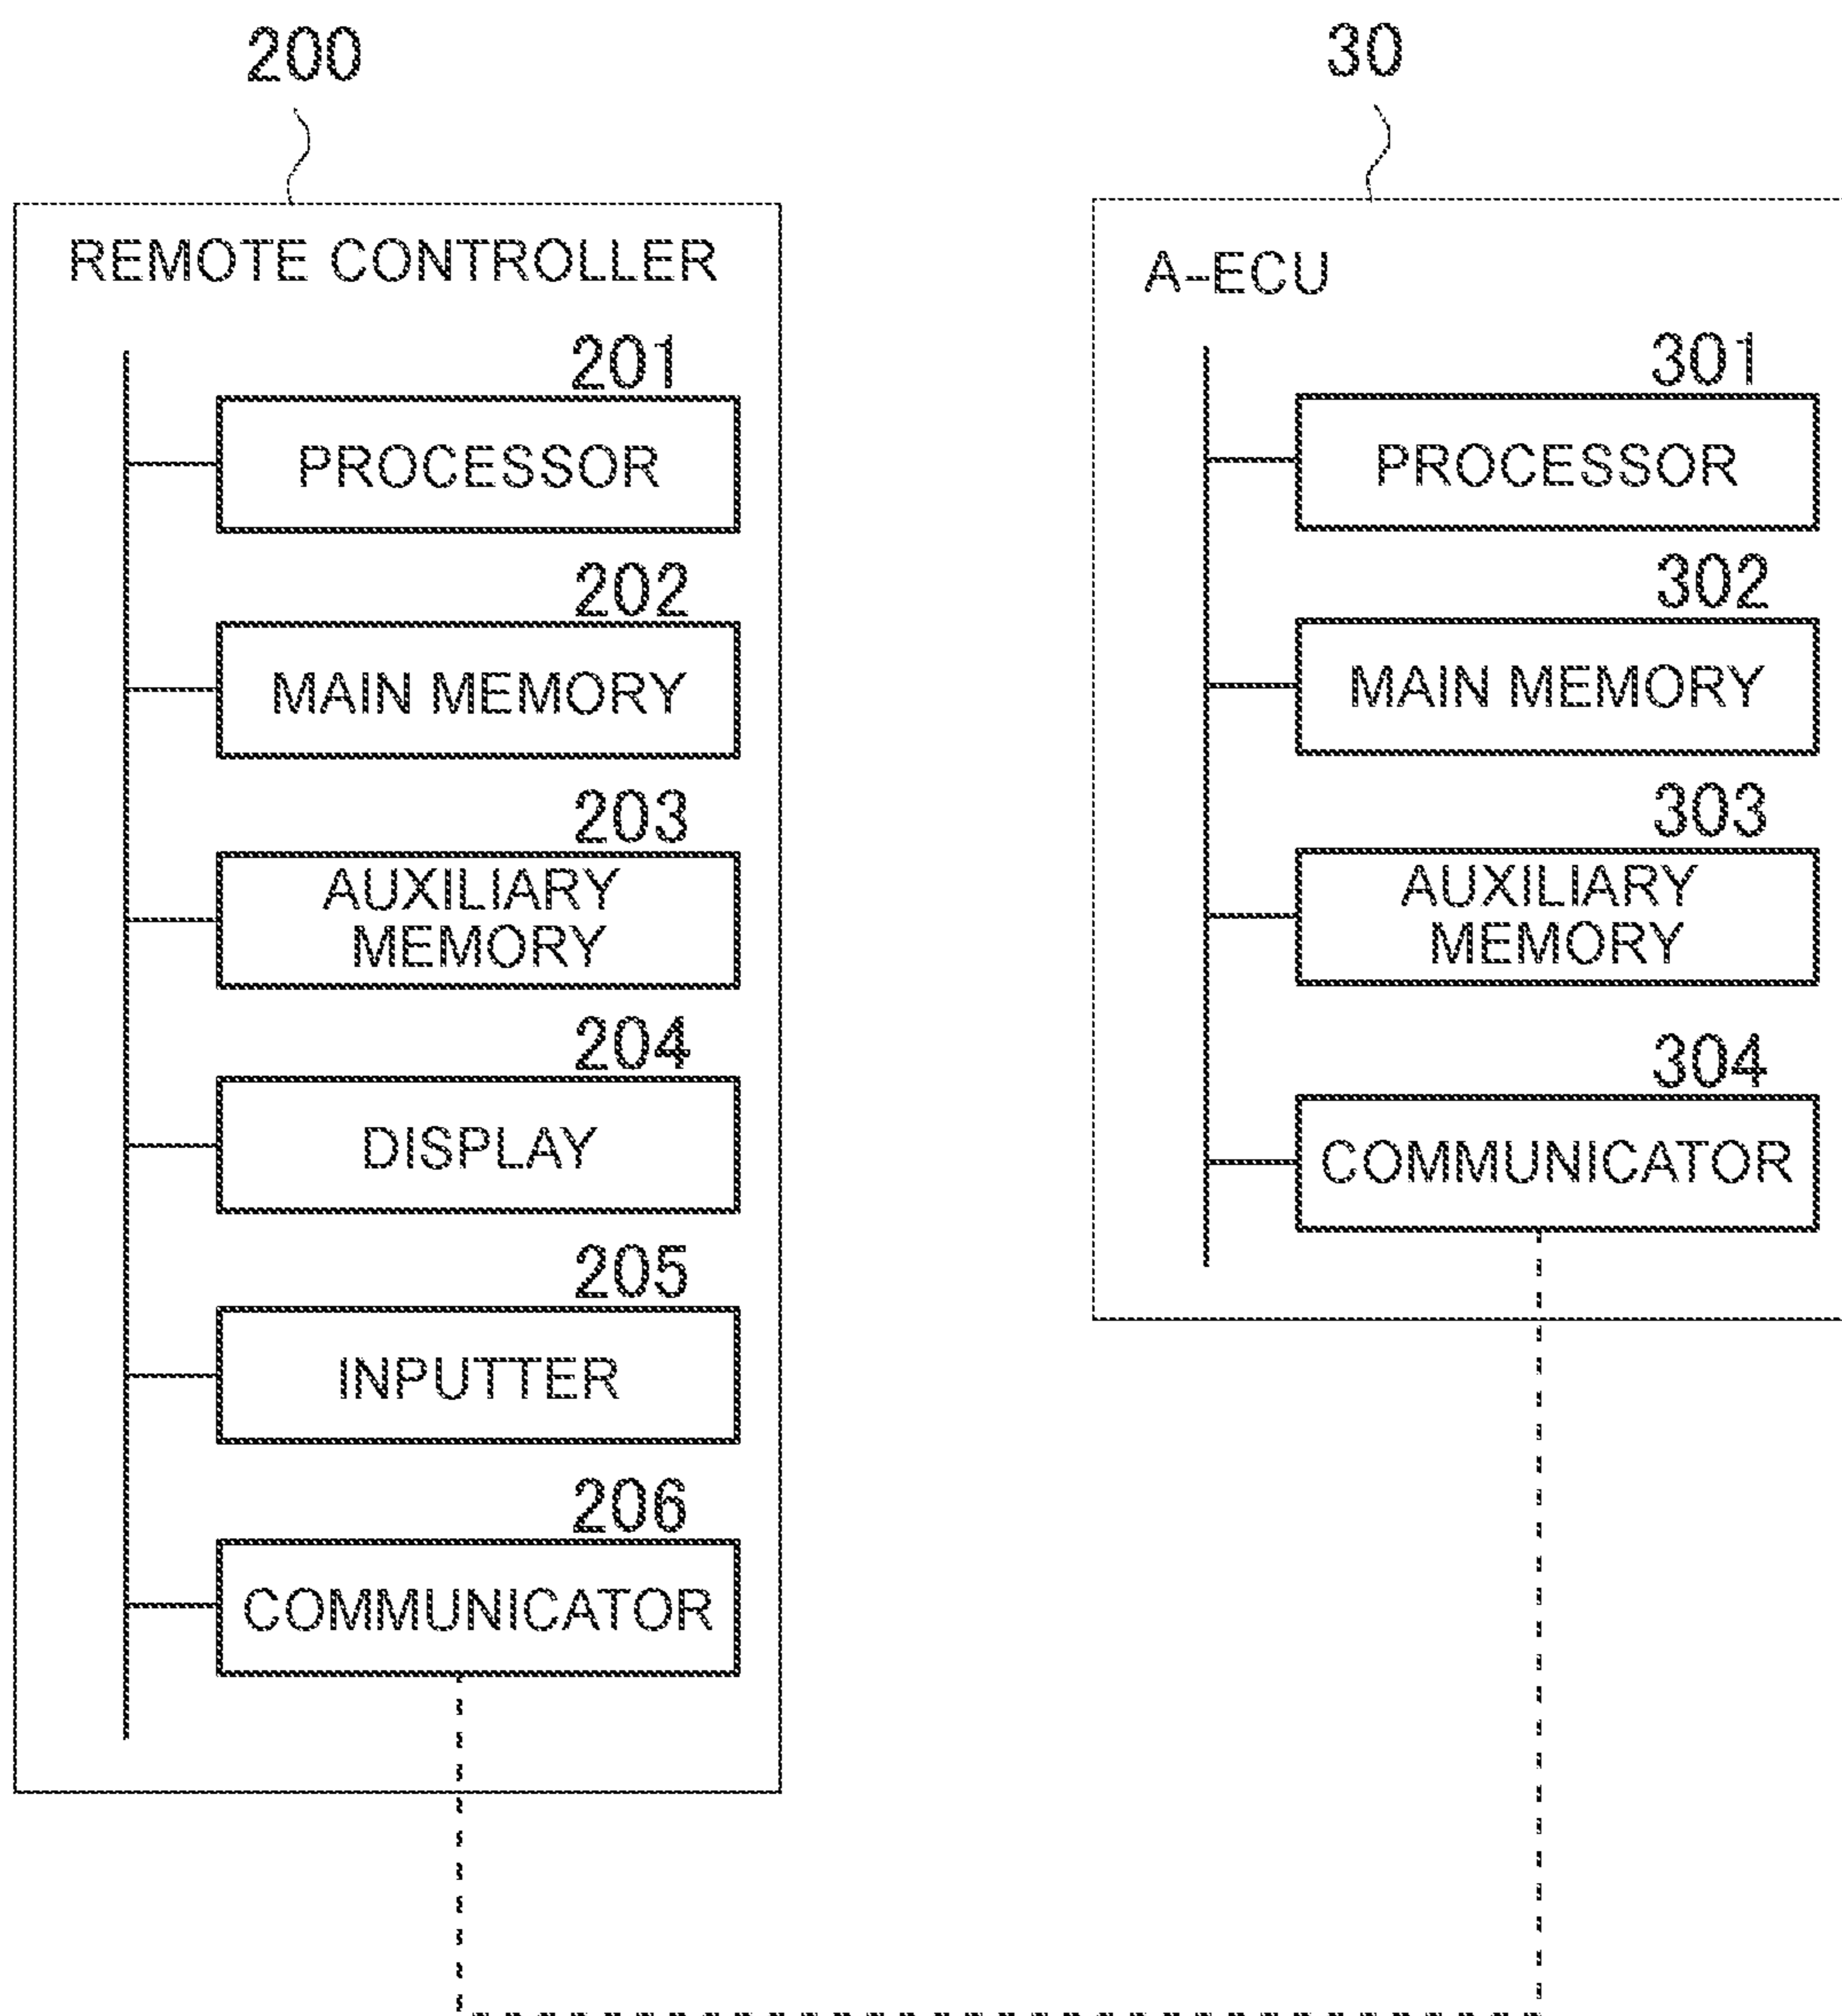 200
REMOTE CONTROLLER
201
PROCESSOR
202
MAIN MEMORY
203
AUXILIARY
MEMORY
204
DISPLAY
205
INPUTTER
206
COMMUNICATOR
30
A-ECU
301
PROCESSOR
302
MAIN MEMORY
303
AUXILIARY
MEMORY
304
COMMUNICATOR